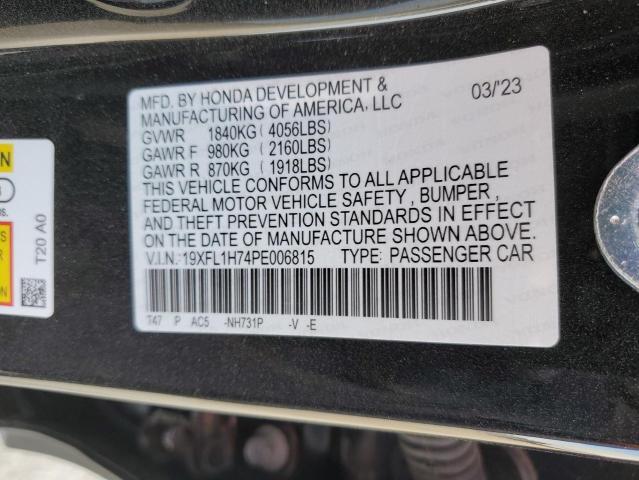 MFD. BY HONDA DEVELOPMENT &
MANUFACTURING OF AMERICA, LLC 03/'23
GVWR 1840KG ( 4056LBS)
GAWR F 980KG ( 2160LBS)
GAWR R 870KG ( 1918LBS)
THIS VEHICLE CONFORMS TO ALL APPLICABLE
FEDERAL MOTOR VEHICLE SAFETY , BUMPER,
AND THEFT PREVENTION STANDARDS IN EFFECT
ON THE DATE OF MANUFACTURE SHOWN ABOVE.
V.I.N.: 19XFL1H74PE006815 TYPE: PASSENGER CAR
T47 P AC5 -NH731P -V -E
T20 A0